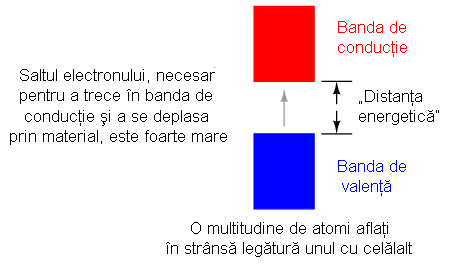 Banda de
conducție
Saltul electronului, necesar
pentru a trece în banda de
conducție şi a se deplasa
prin material, este foarte mare
„Distanța
energetică”
Banda de
valență
O multitudine de atomi aflați
în strânsă legătură unul cu celălalt